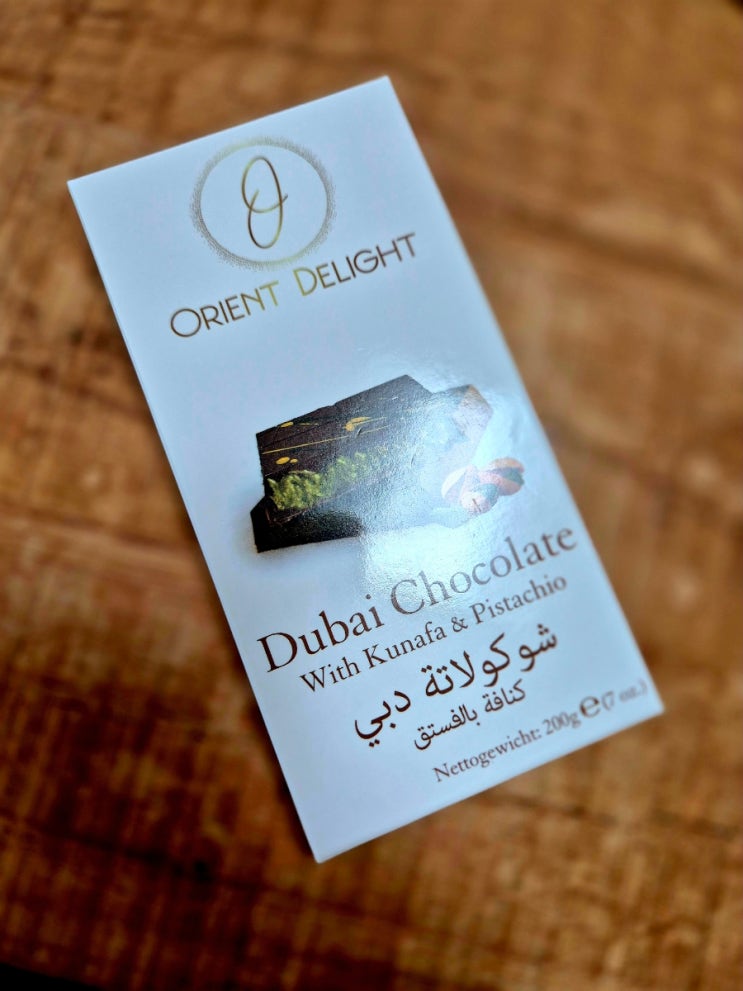 ORIENT DELIGHT
Dubai Chocolate
With Kunafa & Pistachio
شوكولاتة دبي
كنافة بالفستق
Nettogewicht: 200g ℮ (7 oz.)